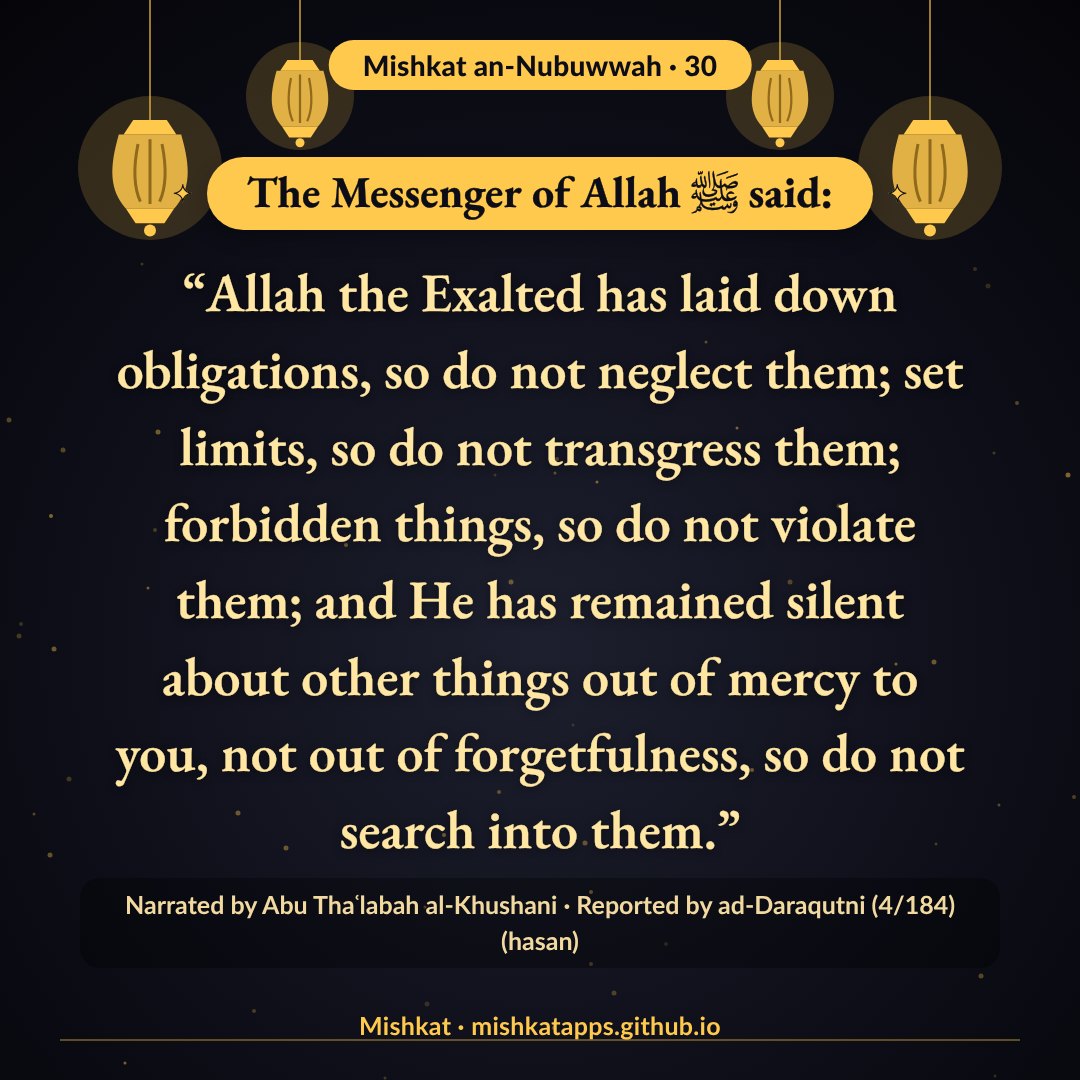 Mishkat an-Nubuwwah · 30
The Messenger of Allah ﷺ said:
“Allah the Exalted has laid down
obligations, so do not neglect them; set
limits, so do not transgress them;
forbidden things, so do not violate
them; and He has remained silent
about other things out of mercy to
you, not out of forgetfulness, so do not
search into them.”
Narrated by Abu Thaʿlabah al-Khushani · Reported by ad-Daraqutni (4/184)
(hasan)
Mishkat · mishkatapps.github.io